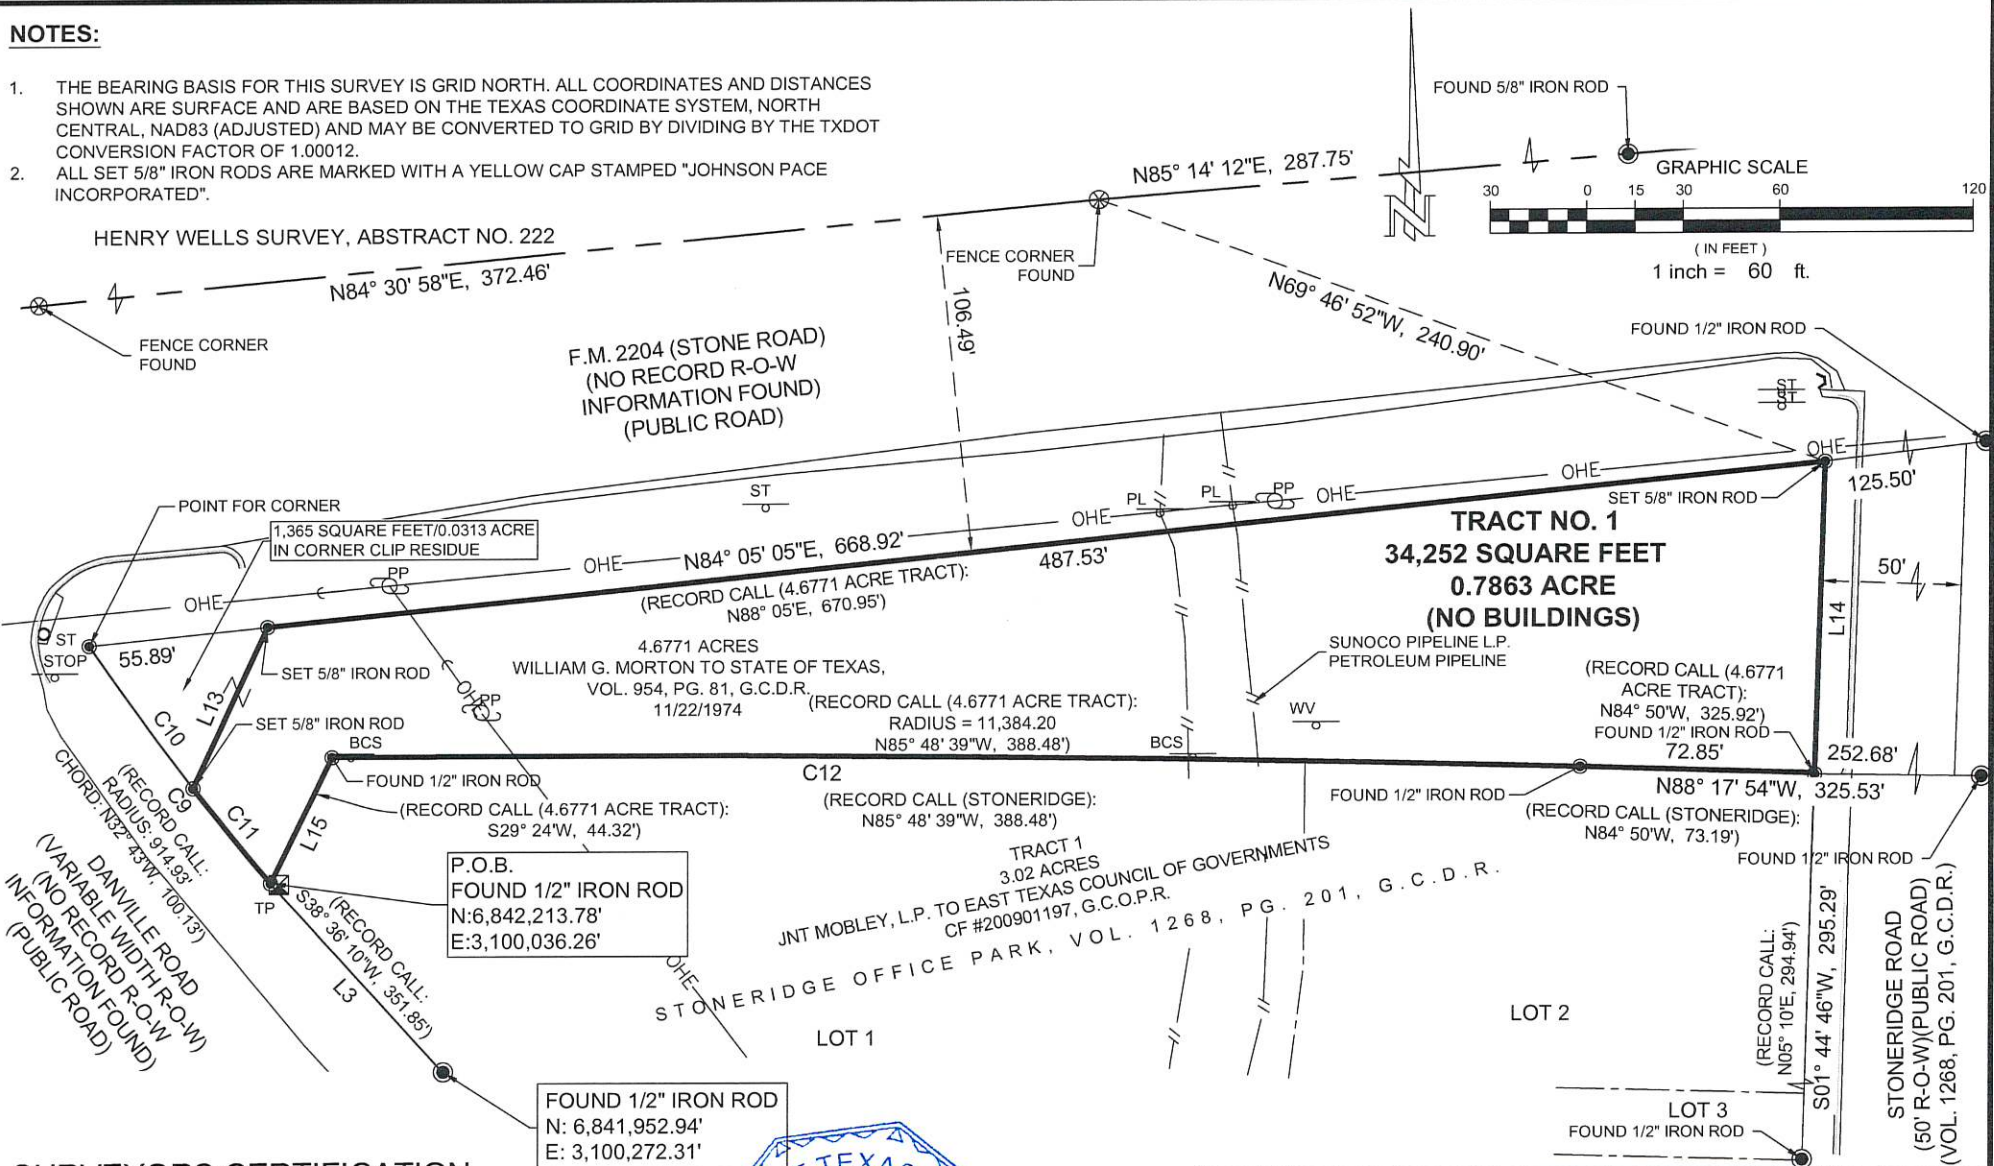 NOTES:
1. THE BEARING BASIS FOR THIS SURVEY IS GRID NORTH. ALL COORDINATES AND DISTANCES
SHOWN ARE SURFACE AND ARE BASED ON THE TEXAS COORDINATE SYSTEM, NORTH
CENTRAL, NAD83 (ADJUSTED) AND MAY BE CONVERTED TO GRID BY DIVIDING BY THE TXDOT
CONVERSION FACTOR OF 1.00012.
2. ALL SET 5/8" IRON RODS ARE MARKED WITH A YELLOW CAP STAMPED "JOHNSON PACE
INCORPORATED".
HENRY WELLS SURVEY, ABSTRACT NO. 222
N84° 30' 58"E, 372.46'
FENCE CORNER
FOUND
N85° 14' 12"E, 287.75'
FENCE CORNER
FOUND
FOUND 5/8" IRON ROD
N
GRAPHIC SCALE
30 0 15 30 60 120
( IN FEET )
1 inch = 60 ft.
106.49'
N69° 46' 52"W, 240.90'
FOUND 1/2" IRON ROD
F.M. 2204 (STONE ROAD)
(NO RECORD R-O-W
INFORMATION FOUND)
(PUBLIC ROAD)
ST
ST
OHE
125.50'
SET 5/8" IRON ROD
POINT FOR CORNER
1,365 SQUARE FEET/0.0313 ACRE
IN CORNER CLIP RESIDUE
ST
PL
PL
PP
OHE
OHE
OHE
OHE
OHE
PP
N84° 05' 05"E, 668.92'
487.53'
(RECORD CALL (4.6771 ACRE TRACT):
N88° 05'E, 670.95')
TRACT NO. 1
34,252 SQUARE FEET
0.7863 ACRE
(NO BUILDINGS)
50'
L14
ST
STOP
55.89'
SET 5/8" IRON ROD
L13
OHE
PP
4.6771 ACRES
WILLIAM G. MORTON TO STATE OF TEXAS,
VOL. 954, PG. 81, G.C.D.R.
11/22/1974
(RECORD CALL (4.6771 ACRE TRACT):
RADIUS = 11,384.20
N85° 48' 39"W, 388.48')
SUNOCO PIPELINE L.P.
PETROLEUM PIPELINE
WV
(RECORD CALL (4.6771
ACRE TRACT):
N84° 50'W, 325.92')
FOUND 1/2" IRON ROD
72.85'
252.68'
N88° 17' 54"W, 325.53'
C10
SET 5/8" IRON ROD
BCS
BCS
FOUND 1/2" IRON ROD
C12
FOUND 1/2" IRON ROD
C9
C11
(RECORD CALL (4.6771 ACRE TRACT):
S29° 24'W, 44.32')
L15
(RECORD CALL (STONERIDGE):
N85° 48' 39"W, 388.48')
(RECORD CALL (STONERIDGE):
N84° 50'W, 73.19')
FOUND 1/2" IRON ROD
(RECORD CALL:
RADIUS: 914.93'
CHORD: N32° 43'W, 100.13')
DANVILLE ROAD
(VARIABLE WIDTH R-O-W)
(NO RECORD R-O-W
INFORMATION FOUND)
(PUBLIC ROAD)
TP
P.O.B.
FOUND 1/2" IRON ROD
N:6,842,213.78'
E:3,100,036.26'
(RECORD CALL:
S38° 36' 10"W, 351.85')
L3
OHE
TRACT 1
3.02 ACRES
JNT MOBLEY, L.P. TO EAST TEXAS COUNCIL OF GOVERNMENTS
CF #200901197, G.C.O.P.R.
STONERIDGE OFFICE PARK, VOL. 1268, PG. 201, G.C.D.R.
LOT 1
LOT 2
(RECORD CALL:
N05° 10'E, 294.94')
S01° 44' 46"W, 295.29'
STONERIDGE ROAD
(50' R-O-W)(PUBLIC ROAD)
(VOL. 1268, PG. 201, G.C.D.R.)
LOT 3
FOUND 1/2" IRON ROD
FOUND 1/2" IRON ROD
N: 6,841,952.94'
E: 3,100,272.31'
SURVEYORS CERTIFICATION
TEXAS